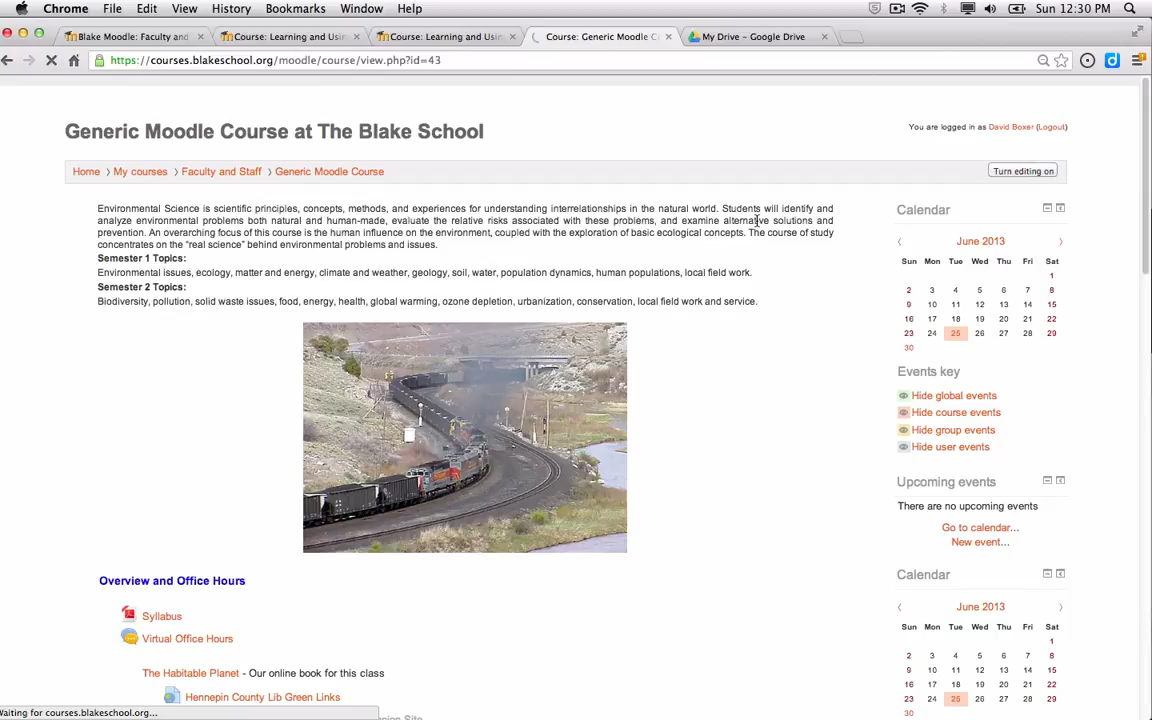 Chrome File Edit View History Bookmarks Window Help Sun 12:30 PM
Blake Moodle: Faculty and Course: Learning and Usin Course: Learning and Usin Course: Generic Moodle C My Drive - Google Drive
https://courses.blakeschool.org/moodle/course/view.php?id=43
Generic Moodle Course at The Blake School
You are logged in as David Boxer (Logout)
Home My courses Faculty and Staff Generic Moodle Course
Turn editing on
Environmental Science is scientific principles, concepts, methods, and experiences for understanding interrelationships in the natural world. Students will identify and
analyze environmental problems both natural and human-made, evaluate the relative risks associated with these problems, and examine alternative solutions and
prevention. An overarching focus of this course is the human influence on the environment, coupled with the exploration of basic ecological concepts. The course of study
concentrates on the “real science” behind environmental problems and issues.
Semester 1 Topics:
Environmental issues, ecology, matter and energy, climate and weather, geology, soil, water, population dynamics, human populations, local field work.
Semester 2 Topics:
Biodiversity, pollution, solid waste issues, food, energy, health, global warming, ozone depletion, urbanization, conservation, local field work and service.
Overview and Office Hours
Syllabus
Virtual Office Hours
The Habitable Planet - Our online book for this class
Hennepin County Lib Green Links
Calendar
June 2013
Sun Mon Tue Wed Thu Fri Sat
1
2 3 4 5 6 7 8
9 10 11 12 13 14 15
16 17 18 19 20 21 22
23 24 25 26 27 28 29
30
Events key
Hide global events
Hide course events
Hide group events
Hide user events
Upcoming events
There are no upcoming events
Go to calendar...
New event...
Calendar
June 2013
Sun Mon Tue Wed Thu Fri Sat
1
2 3 4 5 6 7 8
9 10 11 12 13 14 15
16 17 18 19 20 21 22
23 24 25 26 27 28 29
30
Waiting for courses.blakeschool.org...